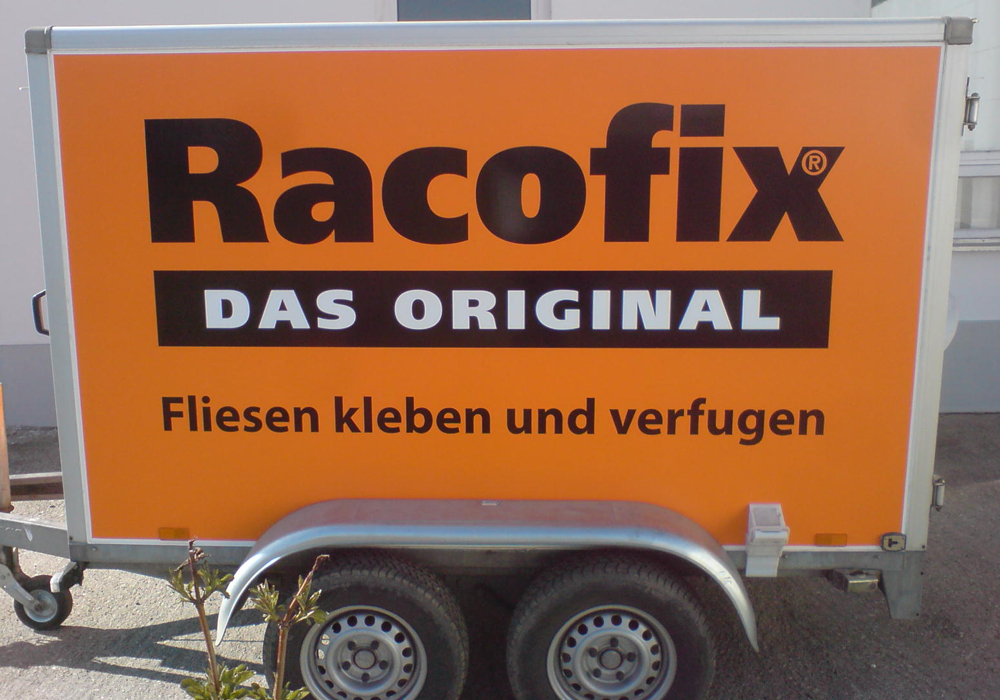 Racofix®
DAS ORIGINAL
Fliesen kleben und verfugen